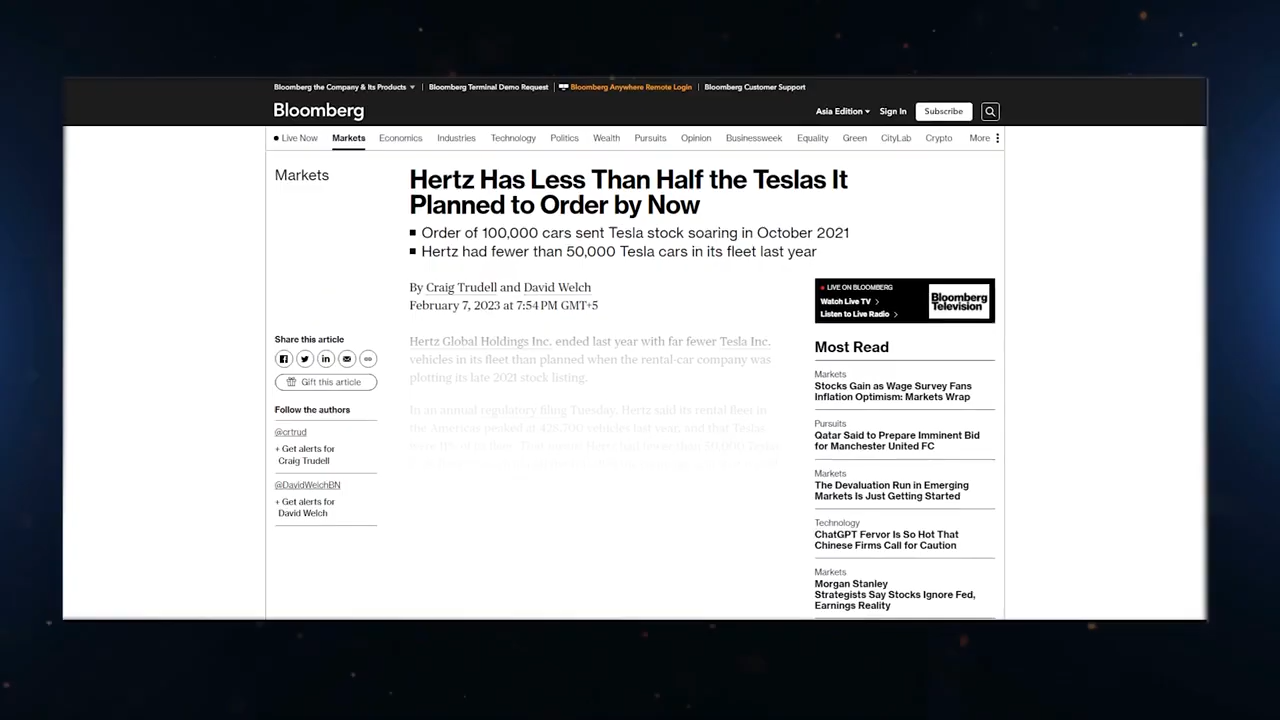 Bloomberg the Company & Its Products
Bloomberg Terminal Demo Request
Bloomberg Anywhere Remote Login
Bloomberg Customer Support
Bloomberg
Asia Edition
Sign In
Subscribe
Live Now
Markets
Economics
Industries
Technology
Politics
Wealth
Pursuits
Opinion
Businessweek
Equality
Green
CityLab
Crypto
More
Markets
Hertz Has Less Than Half the Teslas It
Planned to Order by Now
Order of 100,000 cars sent Tesla stock soaring in October 2021
Hertz had fewer than 50,000 Tesla cars in its fleet last year
By Craig Trudell and David Welch
February 7, 2023 at 7:54 PM GMT+5
Share this article
Gift this article
Follow the authors
@crtrud
+ Get alerts for
Craig Trudell
@DavidWelchBN
+ Get alerts for
David Welch
Hertz Global Holdings Inc. ended last year with far fewer Tesla Inc.
vehicles in its fleet than planned when the rental-car company was
plotting its late 2021 stock listing.
In an annual regulatory filing Tuesday, Hertz said its rental fleet in
the Americas peaked at 428,700 vehicles last year, and that Teslas
LIVE ON BLOOMBERG
Watch Live TV
Listen to Live Radio
Bloomberg
Television
Most Read
Markets
Stocks Gain as Wage Survey Fans
Inflation Optimism: Markets Wrap
Pursuits
Qatar Said to Prepare Imminent Bid
for Manchester United FC
Markets
The Devaluation Run in Emerging
Markets Is Just Getting Started
Technology
ChatGPT Fervor Is So Hot That
Chinese Firms Call for Caution
Markets
Morgan Stanley
Strategists Say Stocks Ignore Fed,
Earnings Reality